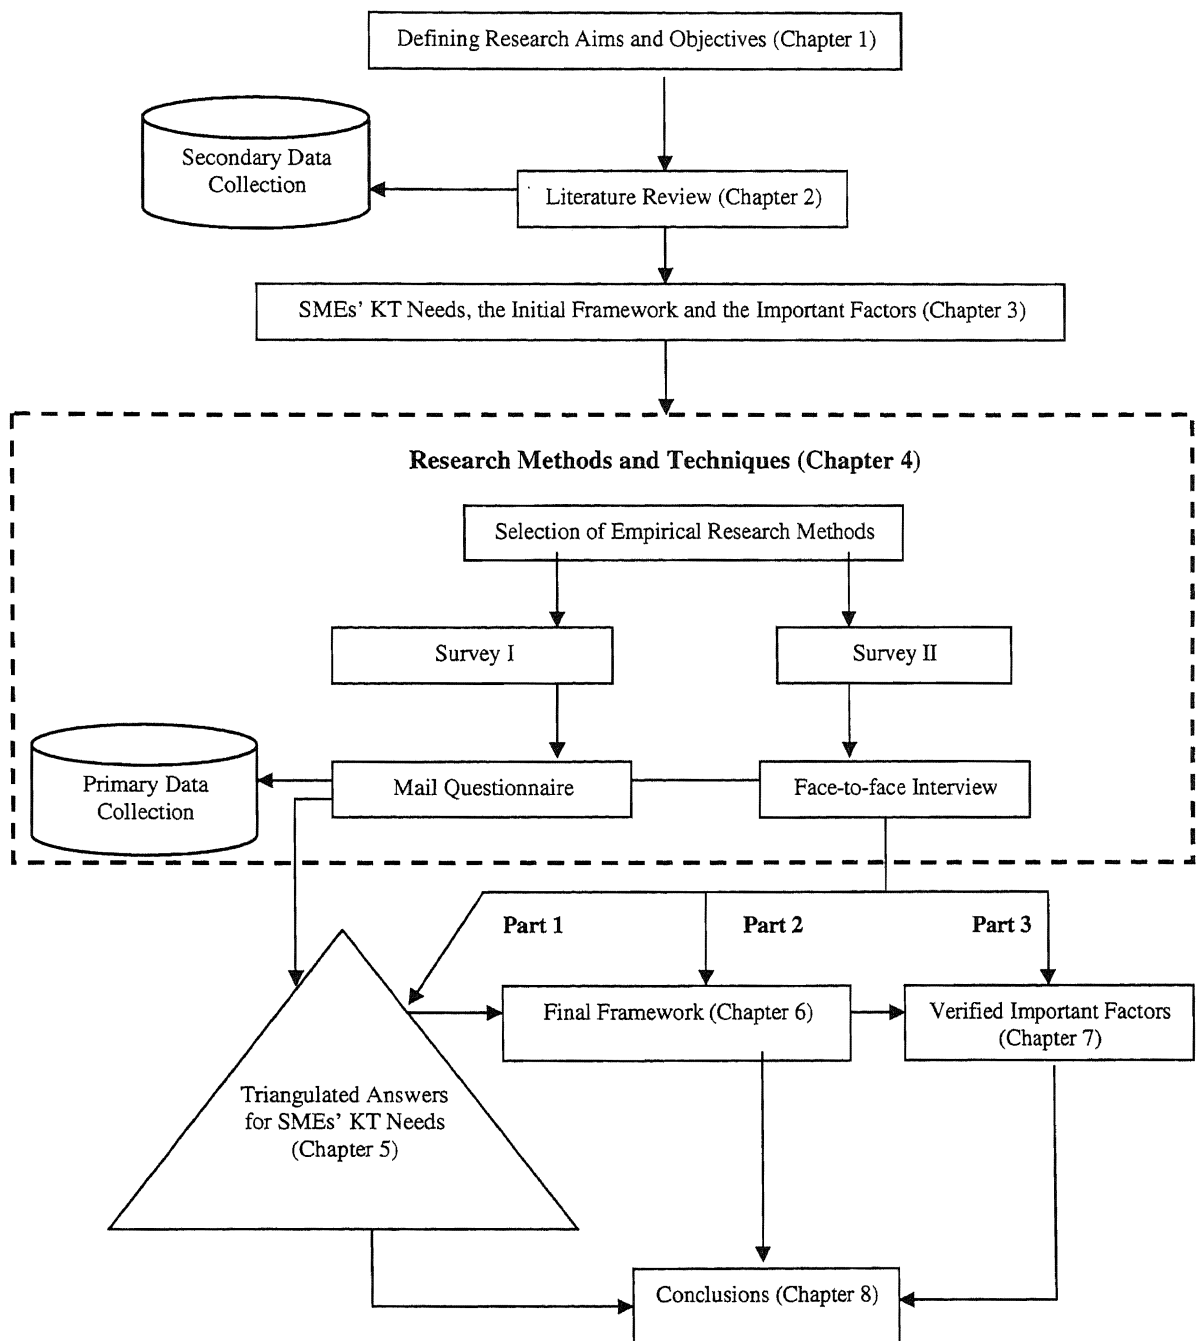 Defining Research Aims and Objectives (Chapter 1)
Secondary Data
Collection
Literature Review (Chapter 2)
SMEs’ KT Needs, the Initial Framework and the Important Factors (Chapter 3)
Research Methods and Techniques (Chapter 4)
Selection of Empirical Research Methods
Survey I
Survey II
Primary Data
Collection
Mail Questionnaire
Face-to-face Interview
Part 1
Part 2
Part 3
Final Framework (Chapter 6)
Verified Important Factors
(Chapter 7)
Triangulated Answers
for SMEs’ KT Needs
(Chapter 5)
Conclusions (Chapter 8)